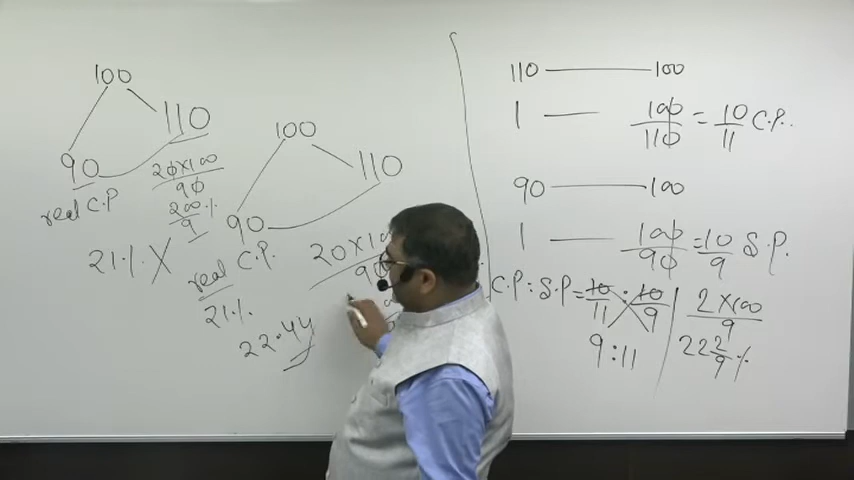 100
110
90
real C.P
20×100
90
200%
9
21% X
100
110
90
real C.P.
20×10
90
21%
22.44
110 — 100
1 — 100/110 = 10/11 C.P.
90 — 100
1 — 100/90 = 10/9 S.P.
C.P : S.P = 10/11 : 10/9
9:11
2×100
9
22 2/9 %